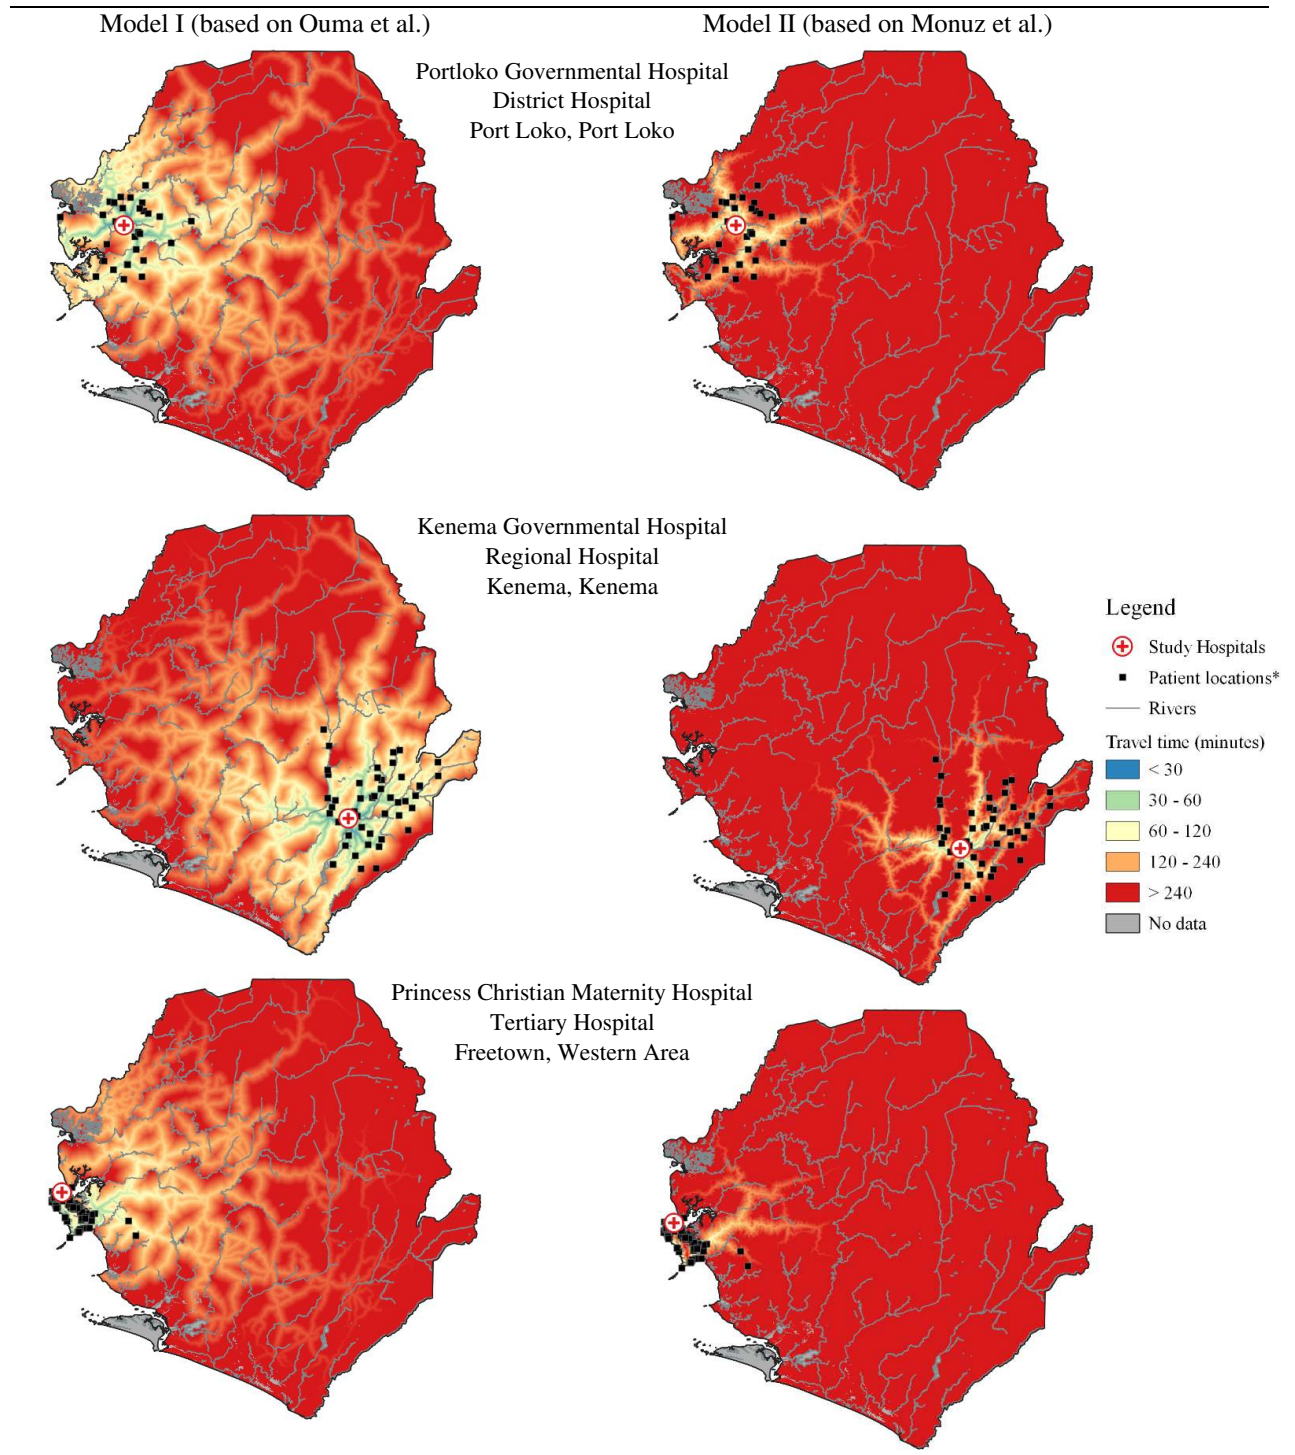 Model I (based on Ouma et al.)
Model II (based on Monuz et al.)
Portloko Governmental Hospital
District Hospital
Port Loko, Port Loko
Kenema Governmental Hospital
Regional Hospital
Kenema, Kenema
Legend
Study Hospitals
Patient locations*
Rivers
Travel time (minutes)
< 30
30 - 60
60 - 120
120 - 240
> 240
No data
Princess Christian Maternity Hospital
Tertiary Hospital
Freetown, Western Area